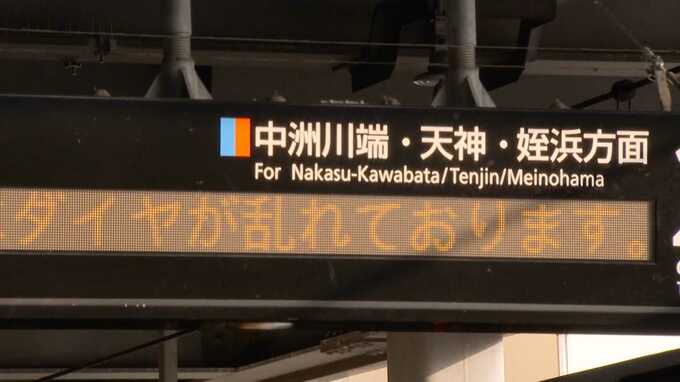 中洲川端・天神・姪浜方面
For Nakasu-Kawabata/Tenjin/Meinohama
ダイヤが乱れております。